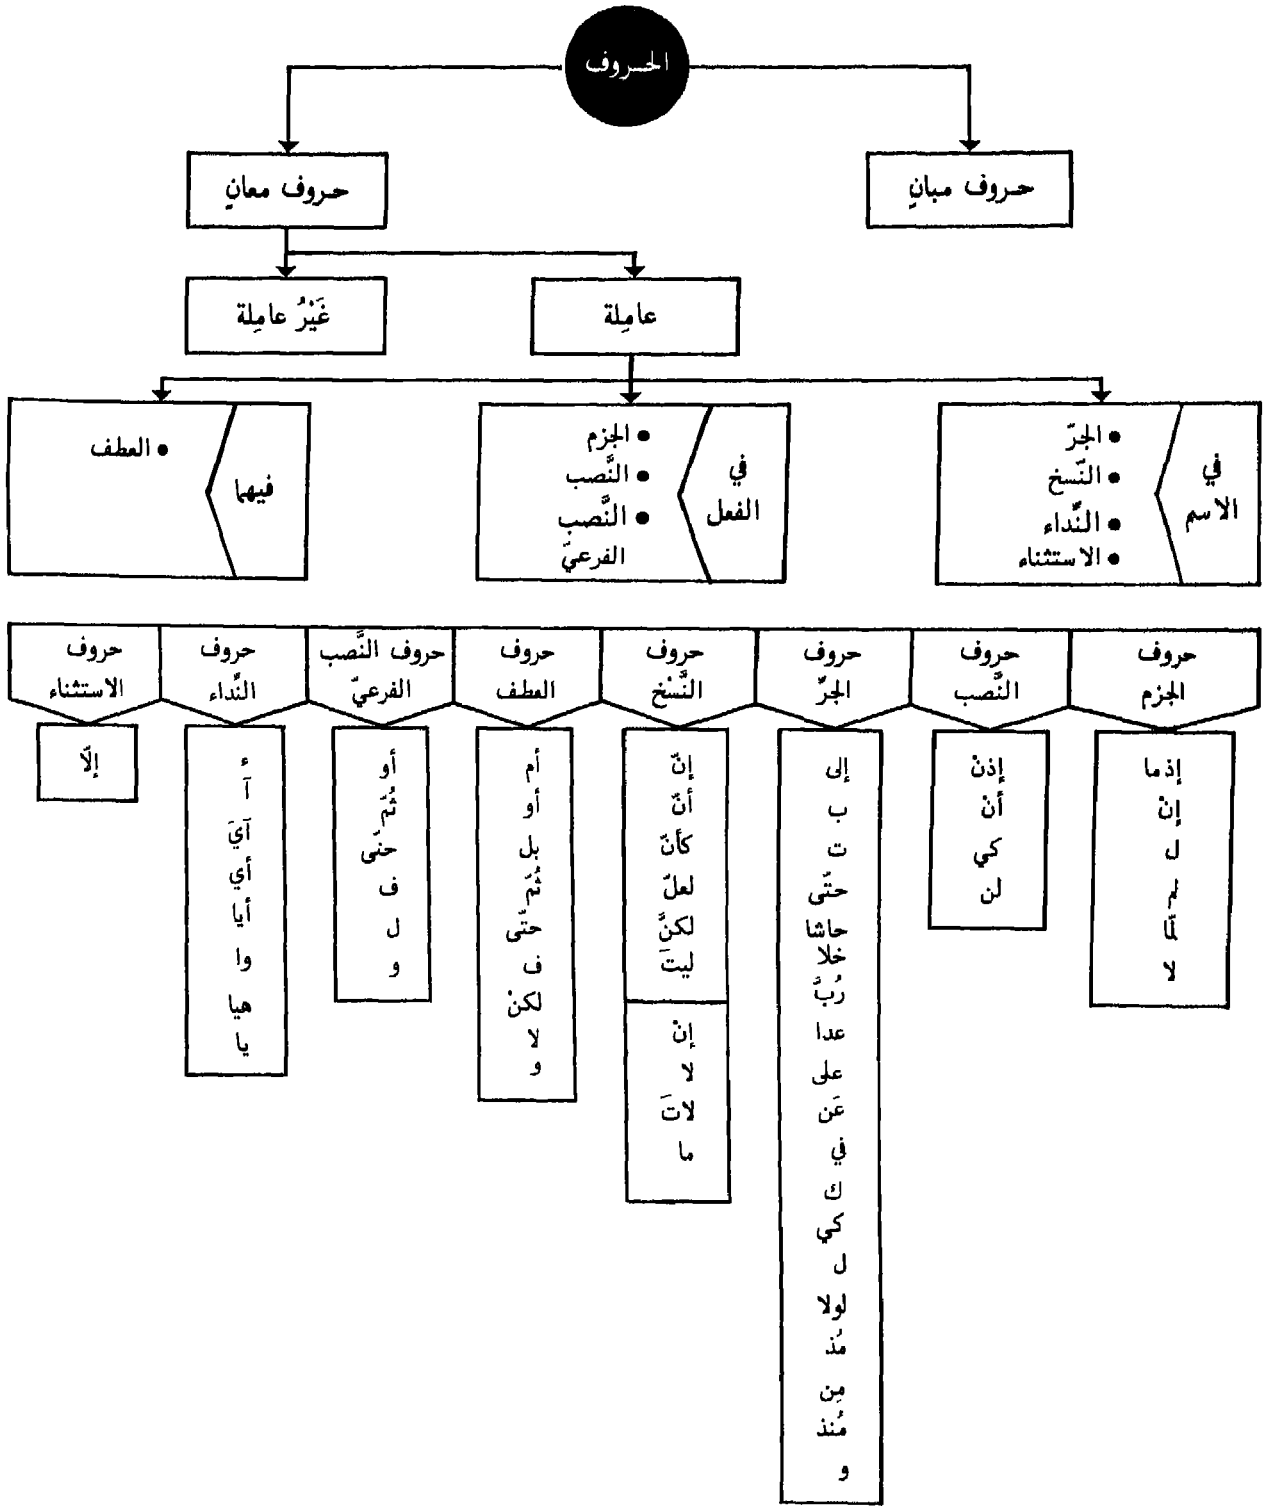 الحروف
حروف مبانٍ
حروف معانٍ
عامِلة
غَيْرُ عامِلة
في
الاسم
• الجرّ
• النّسخ
• النِّداء
• الاستثناء
في
الفعل
• الجزم
• النَّصب
• النَّصب
الفرعيّ
فيهما
• العطف
حروف
الجزم
إذما
إنْ
ل
لم
لمّا
لا
حروف
النَّصب
إذنْ
أنْ
كي
لن
حروف
الجرِّ
إلى
ب
ت
حتّى
حاشا
خلا
رُبَّ
عدا
على
عَن
في
ك
كي
ل
لولا
مُذ
مِن
مُنذ
و
حروف
النَّسْخ
إنّ
أنّ
كأنّ
لعلّ
لكنَّ
ليتَ
إنْ
لا
لاتَ
ما
حروف
العطف
أم
أو
بل
ثُمّ
حتّى
ف
لكنْ
لا
و
حروف النَّصب
الفرعيّ
أو
ثُمّ
حتّى
ف
ل
و
حروف
النِّداء
ء
آ
آيَ
أي
أيا
وا
هيا
يا
حروف
الاستثناء
إلّا